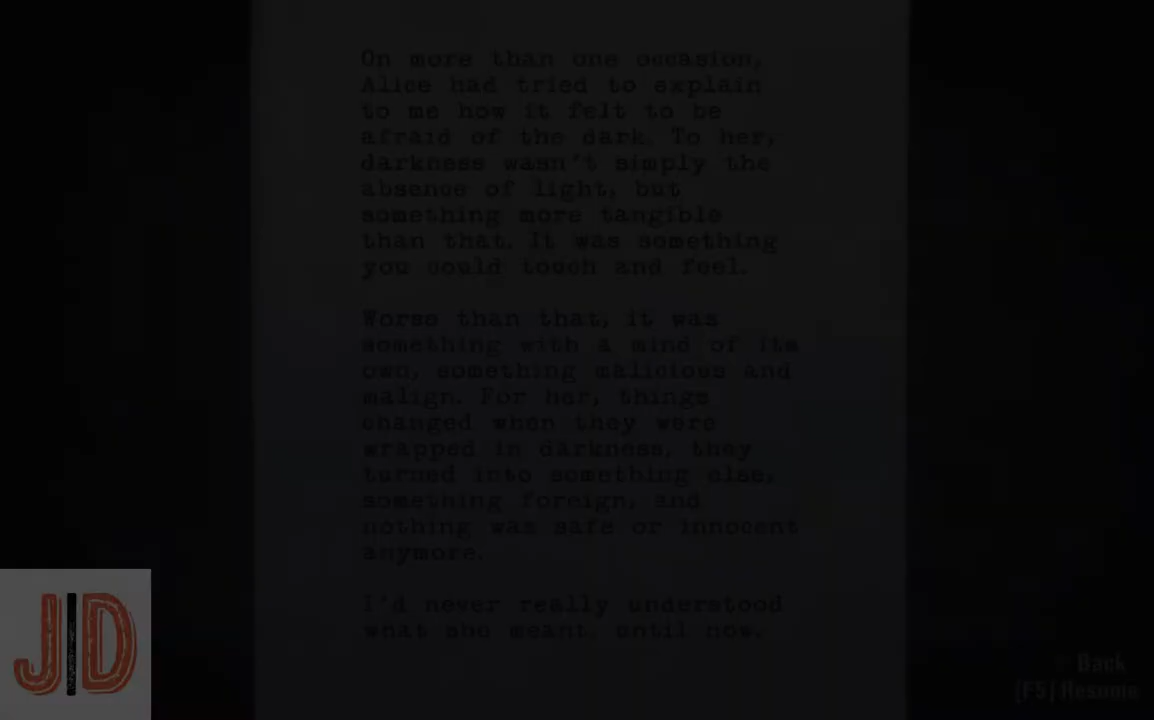 On more than one occasion,
Alice had tried to explain
to me how it felt to be
afraid of the dark. To her,
darkness wasn't simply the
absence of light, but
something more tangible
than that. It was something
you could touch and feel.
Worse than that, it was
something with a mind of its
own, something malicious and
malign. For her, things
changed when they were
wrapped in darkness, they
turned into something else,
something foreign, and
nothing was safe or innocent
anymore.
I'd never really understood
what she meant, until now.
JD
Back
[F5] Resume